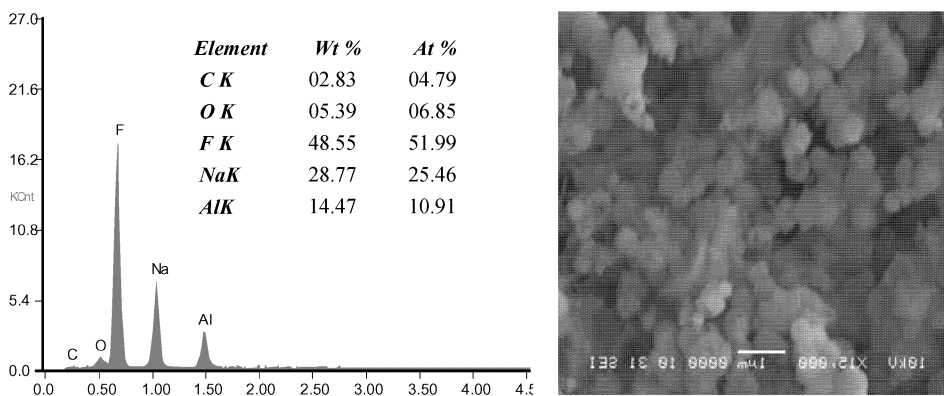 27.0
21.6
16.2
KCnt
10.8
5.4
0.0
Element Wt % At %
C K 02.83 04.79
O K 05.39 06.85
F K 48.55 51.99
NaK 28.77 25.46
AlK 14.47 10.91
F
Na
Al
O
C
0.0 0.50 1.00 1.50 2.00 2.50 3.00 3.50 4.00 4.5
10kV X15,000 1µm 0000 10 31 SEI